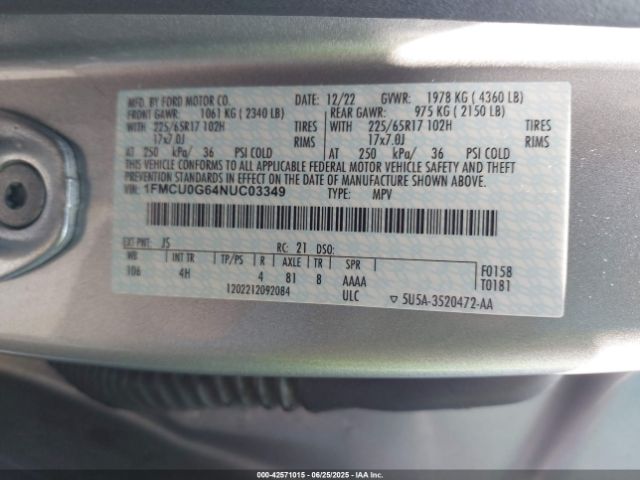 MFD. BY FORD MOTOR CO. DATE: 12/22 GVWR: 1978 KG ( 4360 LB)
FRONT GAWR: 1061 KG ( 2340 LB) REAR GAWR: 975 KG ( 2150 LB)
WITH 225/65R17 102H TIRES WITH 225/65R17 102H TIRES
17x7.0J RIMS 17x7.0J RIMS
AT 250 kPa/ 36 PSI COLD AT 250 kPa/ 36 PSI COLD
THIS VEHICLE CONFORMS TO ALL APPLICABLE FEDERAL MOTOR VEHICLE SAFETY AND THEFT
PREVENTION STANDARDS IN EFFECT ON THE DATE OF MANUFACTURE SHOWN ABOVE.
VIN: 1FMCU0G64NUC03349 TYPE: MPV
EXT PNT: JS RC: 21 DSO:
WB INT TR TP/PS R AXLE TR SPR F0158
106 4H 4 81 8 AAAA T0181
1202212092084 ULC ▽ 5U5A-3520472-AA
000-42571015 - 06/25/2025 - IAAI.COM